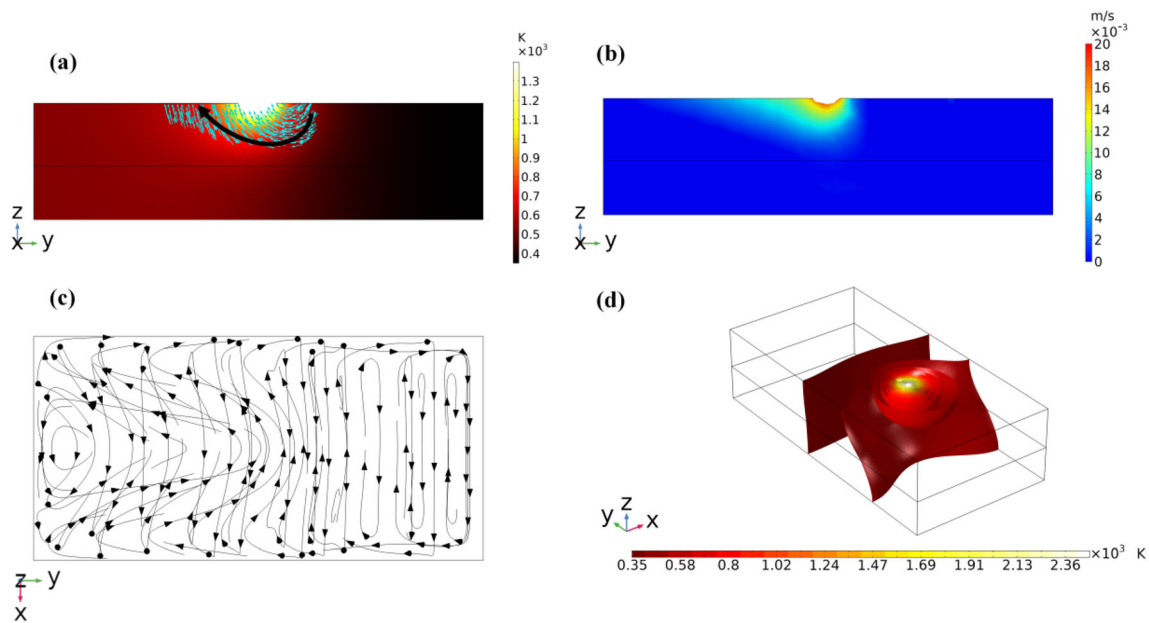 (a)
K
×10³
1.3
1.2
1.1
1
0.9
0.8
0.7
0.6
0.5
0.4
z
x y
(b)
m/s
×10⁻³
20
18
16
14
12
10
8
6
4
2
0
z
x y
(c)
z y
x
(d)
z
y x
×10³ K
0.35 0.58 0.8 1.02 1.24 1.47 1.69 1.91 2.13 2.36